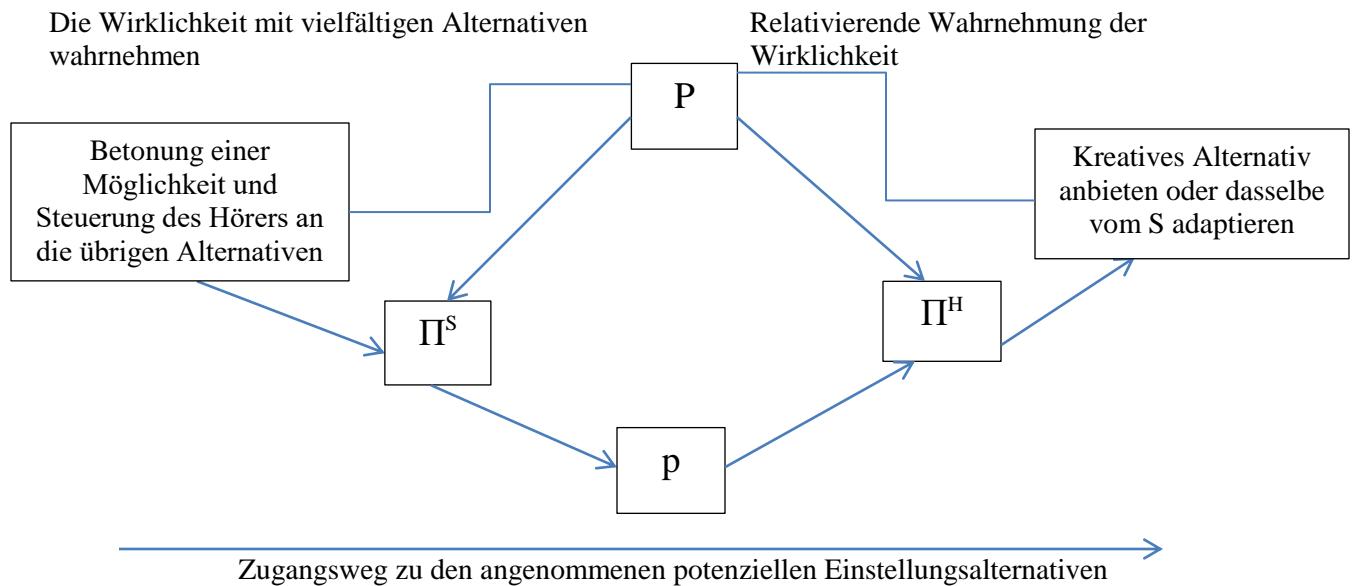 Die Wirklichkeit mit vielfältigen Alternativen
wahrnehmen
Relativierende Wahrnehmung der
Wirklichkeit
P
Betonung einer
Möglichkeit und
Steuerung des Hörers an
die übrigen Alternativen
Kreatives Alternativ
anbieten oder dasselbe
vom S adaptieren
Π^S
Π^H
p
Zugangsweg zu den angenommenen potenziellen Einstellungsalternativen